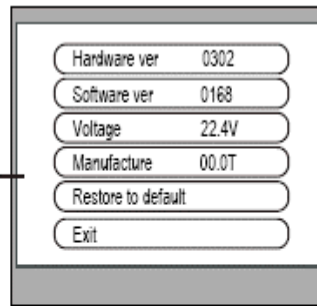 Hardware ver 0302
Software ver 0168
Voltage 22.4V
Manufacture 00.0T
Restore to default
Exit